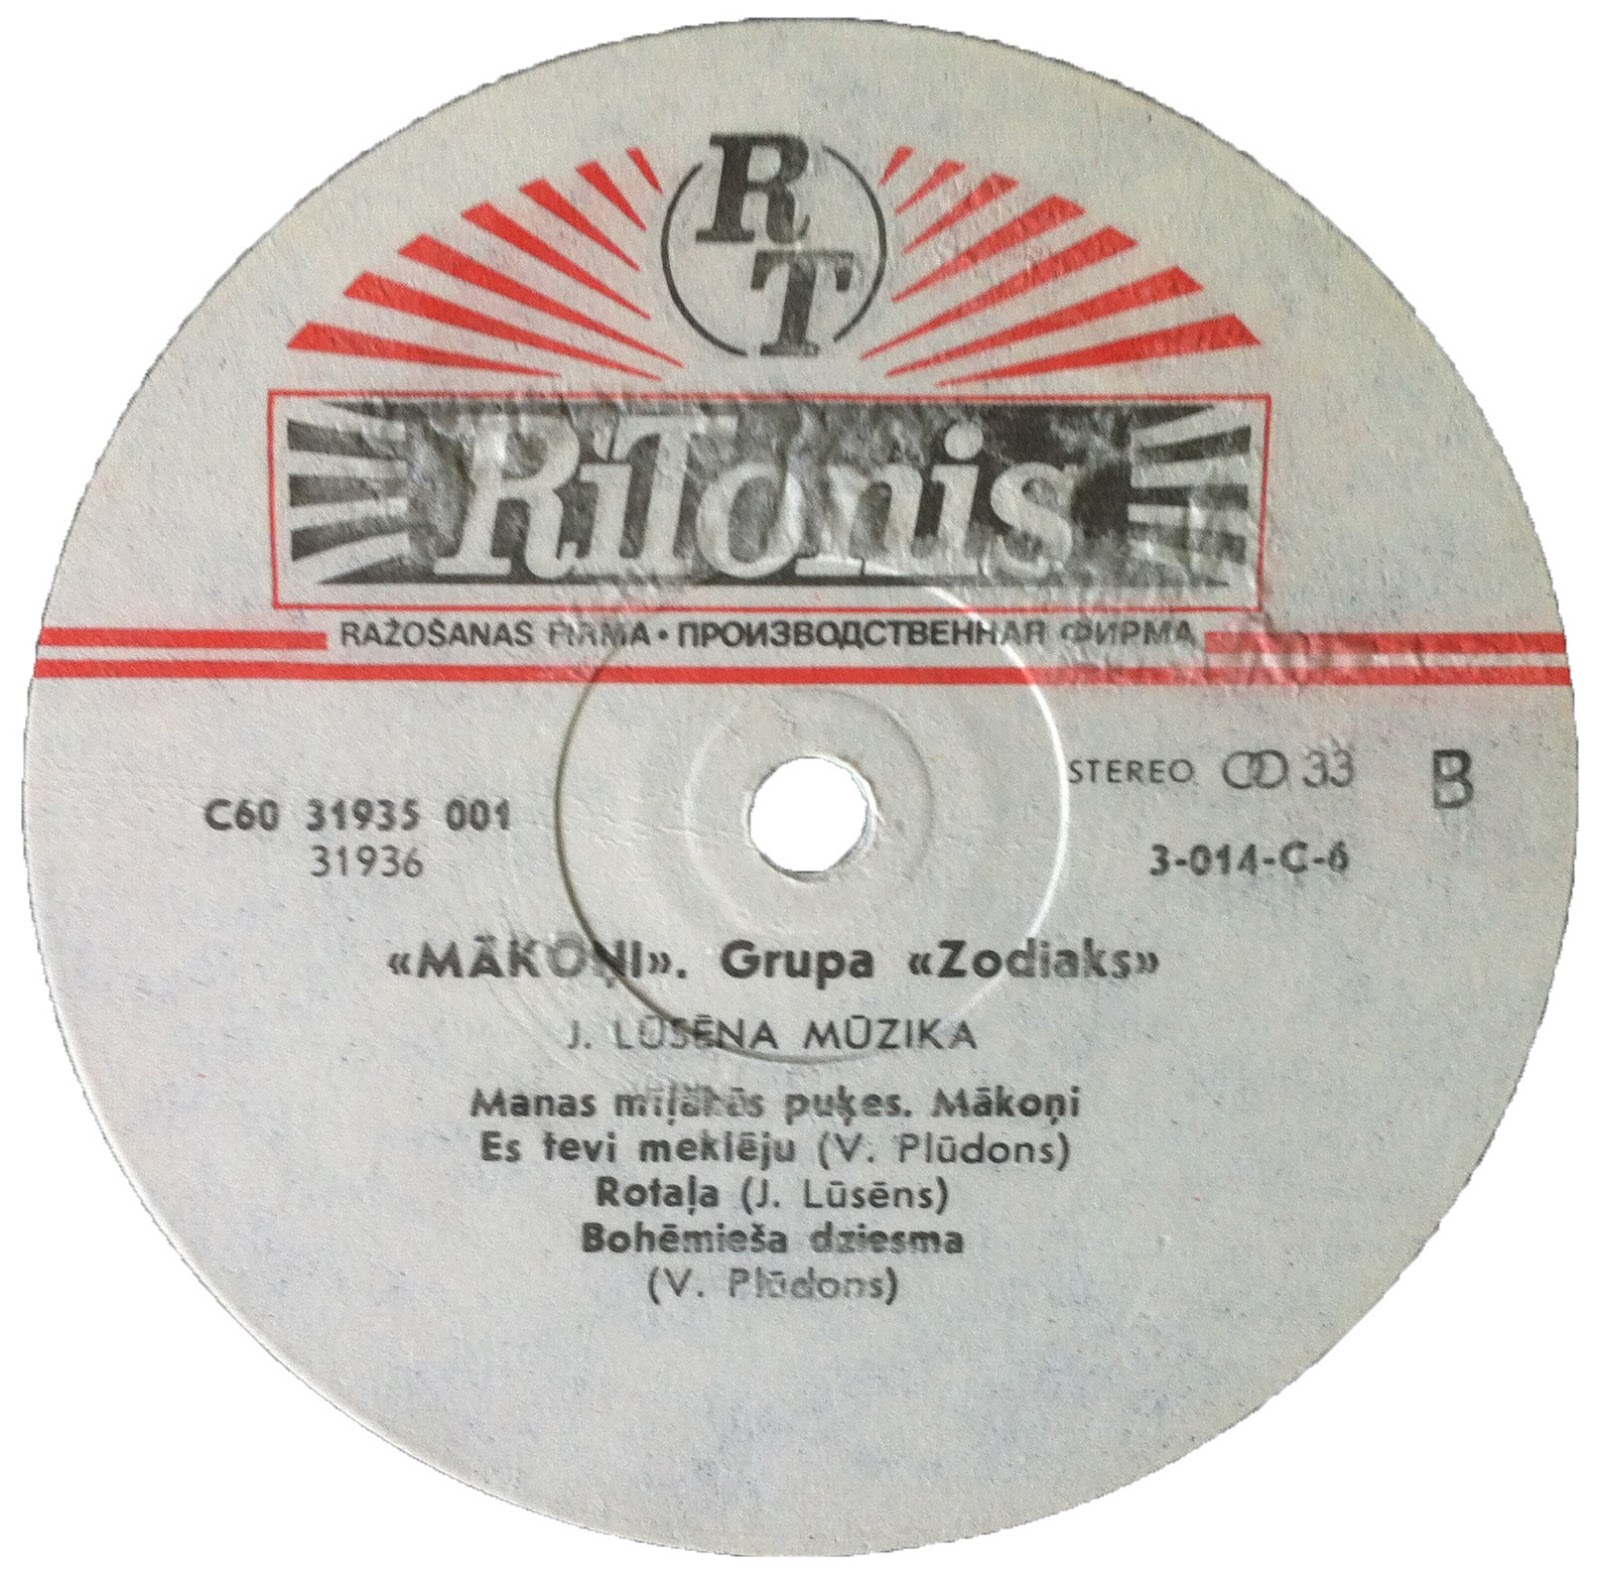 RT
RiTonis
RAŽOŠANAS FIRMA • ПРОИЗВОДСТВЕННАЯ ФИРМА
STEREO 33
B
C60 31935 001
31936
3-014-C-6
«MĀKOŅI». Grupa «Zodiaks»
J. LŪSĒNA MŪZIKA
Manas mīļākās puķes. Mākoņi
Es tevi meklēju (V. Plūdons)
Rotaļa (J. Lūsēns)
Bohēmieša dziesma
(V. Plūdons)